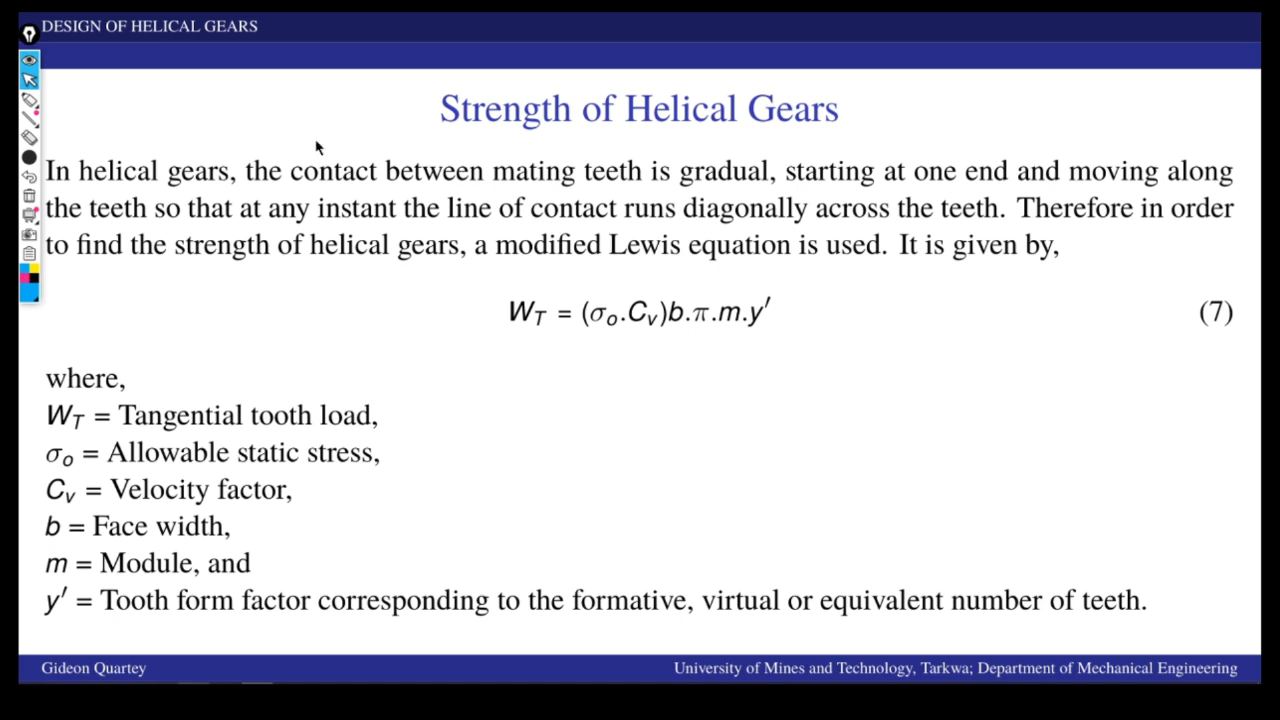 DESIGN OF HELICAL GEARS
Strength of Helical Gears
In helical gears, the contact between mating teeth is gradual, starting at one end and moving along
the teeth so that at any instant the line of contact runs diagonally across the teeth. Therefore in order
to find the strength of helical gears, a modified Lewis equation is used. It is given by,
W_T = (σ_o.C_v)b.π.m.y′ (7)
where,
W_T = Tangential tooth load,
σ_o = Allowable static stress,
C_v = Velocity factor,
b = Face width,
m = Module, and
y′ = Tooth form factor corresponding to the formative, virtual or equivalent number of teeth.
Gideon Quartey University of Mines and Technology, Tarkwa; Department of Mechanical Engineering